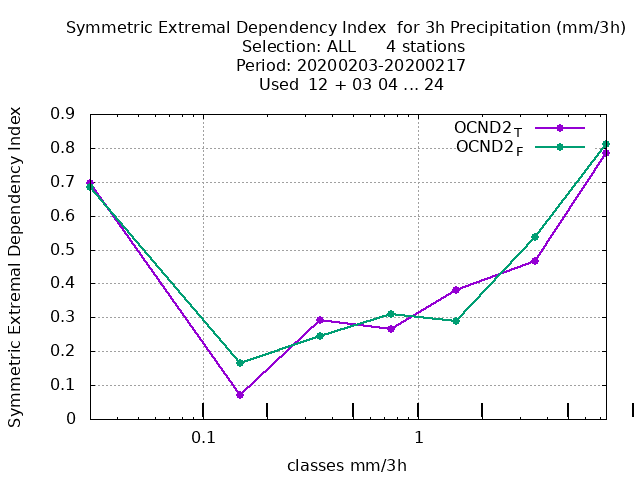 Symmetric Extremal Dependency Index  for 3h Precipitation (mm/3h)
Selection: ALL      4 stations
Period: 20200203-20200217
Used  12 + 03 04 ... 24
Symmetric Extremal Dependency Index
0.9
0.8
0.7
0.6
0.5
0.4
0.3
0.2
0.1
0
OCND2T
OCND2F
0.1
1
classes mm/3h